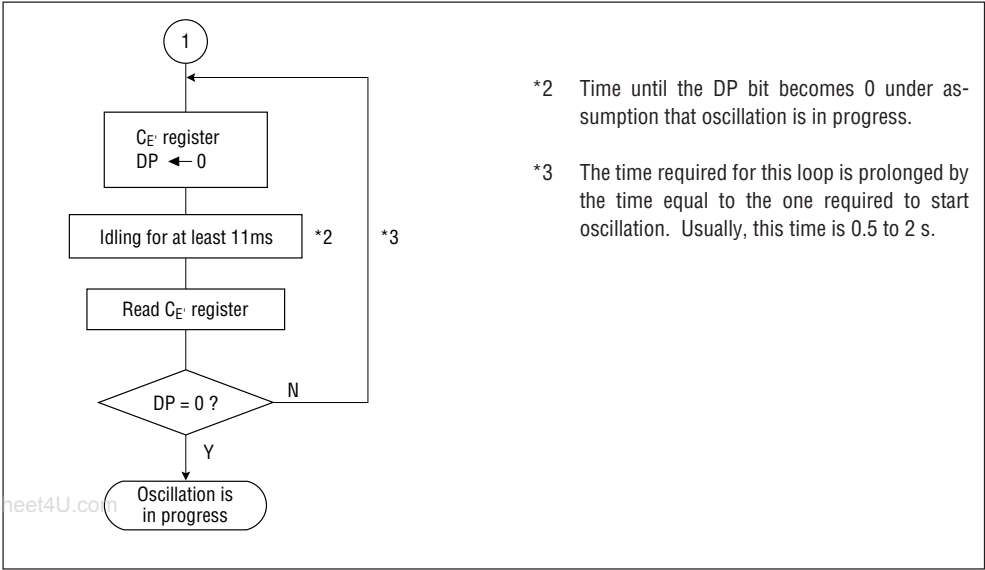 1
C_E' register
DP ← 0
Idling for at least 11ms
*2
*3
Read C_E' register
DP = 0 ?
N
Y
Oscillation is
in progress
*2 Time until the DP bit becomes 0 under as-
sumption that oscillation is in progress.
*3 The time required for this loop is prolonged by
the time equal to the one required to start
oscillation. Usually, this time is 0.5 to 2 s.
heet4U.com